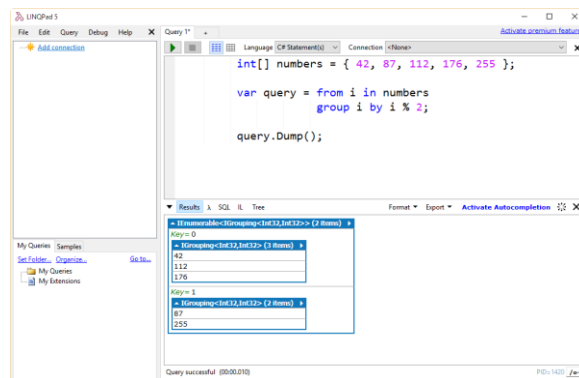 LINQPad 5
File Edit Query Debug Help X
Add connection
Query 1* +
Activate premium featur
Language C# Statement(s) Connection <None>
int[] numbers = { 42, 87, 112, 176, 255 };
var query = from i in numbers
group i by i % 2;
query.Dump();
Results λ SQL IL Tree Format Export Activate Autocompletion
IEnumerable<IGrouping<Int32,Int32>> (2 items)
Key= 0
IGrouping<Int32,Int32> (3 items)
42
112
176
Key= 1
IGrouping<Int32,Int32> (2 items)
87
255
My Queries Samples
Set Folder... Organize... Go to...
My Queries
My Extensions
Query successful (00:00.010)
PID=1420 /o